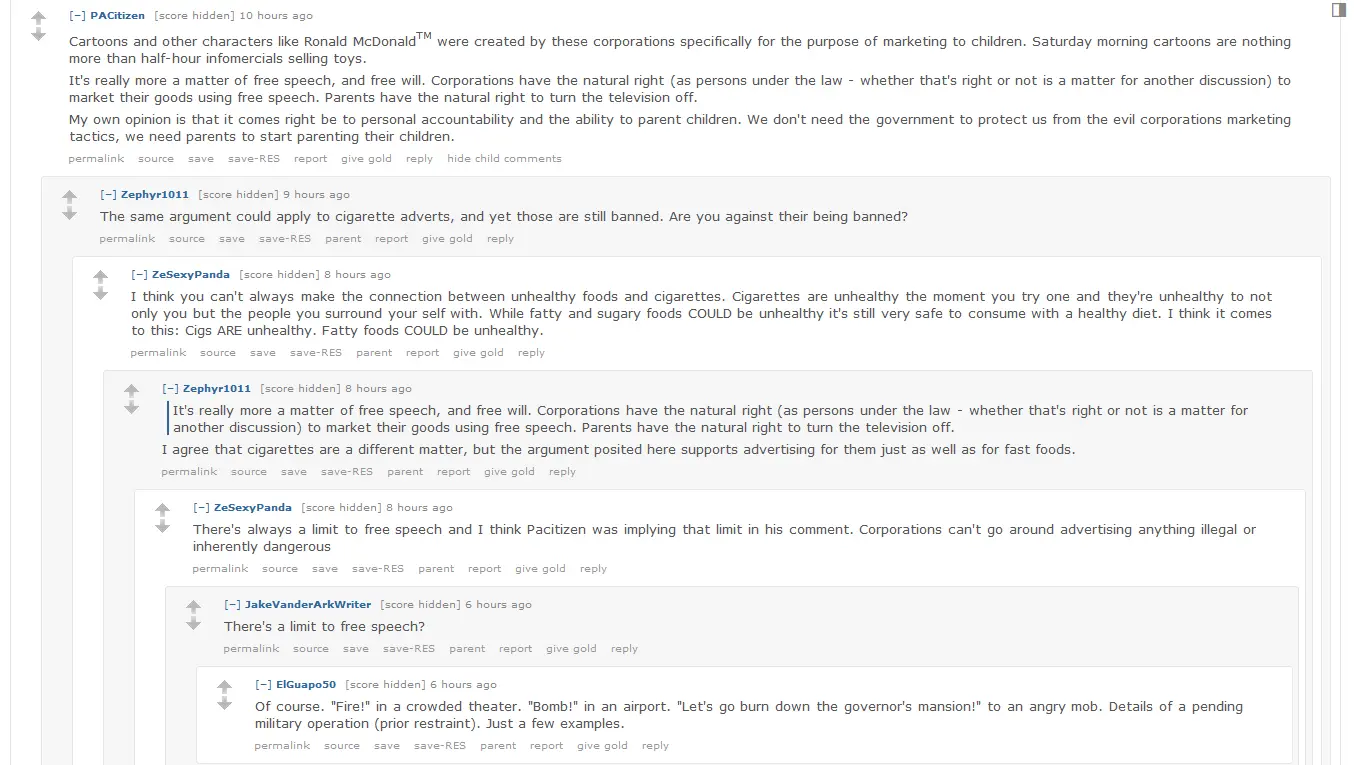 [−] PACitizen [score hidden] 10 hours ago
Cartoons and other characters like Ronald McDonaldTM were created by these corporations specifically for the purpose of marketing to children. Saturday morning cartoons are nothing
more than half-hour infomercials selling toys.
It's really more a matter of free speech, and free will. Corporations have the natural right (as persons under the law - whether that's right or not is a matter for another discussion) to
market their goods using free speech. Parents have the natural right to turn the television off.
My own opinion is that it comes right be to personal accountability and the ability to parent children. We don't need the government to protect us from the evil corporations marketing
tactics, we need parents to start parenting their children.
permalink source save save-RES report give gold reply hide child comments
[−] Zephyr1011 [score hidden] 9 hours ago
The same argument could apply to cigarette adverts, and yet those are still banned. Are you against their being banned?
permalink source save save-RES parent report give gold reply
[−] ZeSexyPanda [score hidden] 8 hours ago
I think you can't always make the connection between unhealthy foods and cigarettes. Cigarettes are unhealthy the moment you try one and they're unhealthy to not
only you but the people you surround your self with. While fatty and sugary foods COULD be unhealthy it's still very safe to consume with a healthy diet. I think it comes
to this: Cigs ARE unhealthy. Fatty foods COULD be unhealthy.
permalink source save save-RES parent report give gold reply
[−] Zephyr1011 [score hidden] 8 hours ago
It's really more a matter of free speech, and free will. Corporations have the natural right (as persons under the law - whether that's right or not is a matter for
another discussion) to market their goods using free speech. Parents have the natural right to turn the television off.
I agree that cigarettes are a different matter, but the argument posited here supports advertising for them just as well as for fast foods.
permalink source save save-RES parent report give gold reply
[−] ZeSexyPanda [score hidden] 8 hours ago
There's always a limit to free speech and I think Pacitizen was implying that limit in his comment. Corporations can't go around advertising anything illegal or
inherently dangerous
permalink source save save-RES parent report give gold reply
[−] JakeVanderArkWriter [score hidden] 6 hours ago
There's a limit to free speech?
permalink source save save-RES parent report give gold reply
[−] ElGuapo50 [score hidden] 6 hours ago
Of course. "Fire!" in a crowded theater. "Bomb!" in an airport. "Let's go burn down the governor's mansion!" to an angry mob. Details of a pending
military operation (prior restraint). Just a few examples.
permalink source save save-RES parent report give gold reply